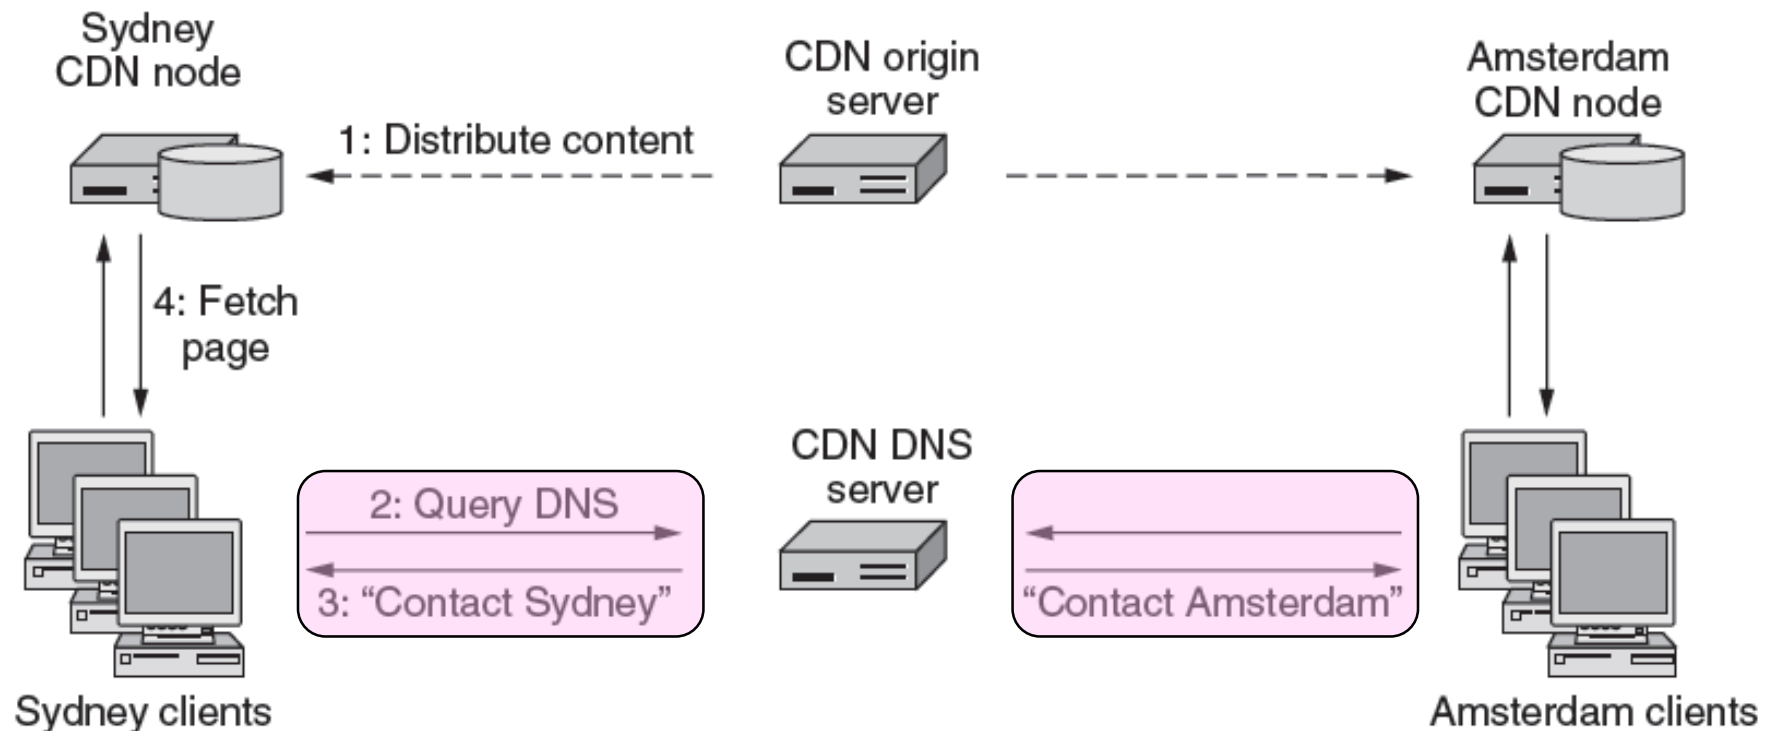 Sydney
CDN node
CDN origin
server
Amsterdam
CDN node
1: Distribute content
4: Fetch
page
CDN DNS
server
2: Query DNS
3: “Contact Sydney”
“Contact Amsterdam”
Sydney clients
Amsterdam clients